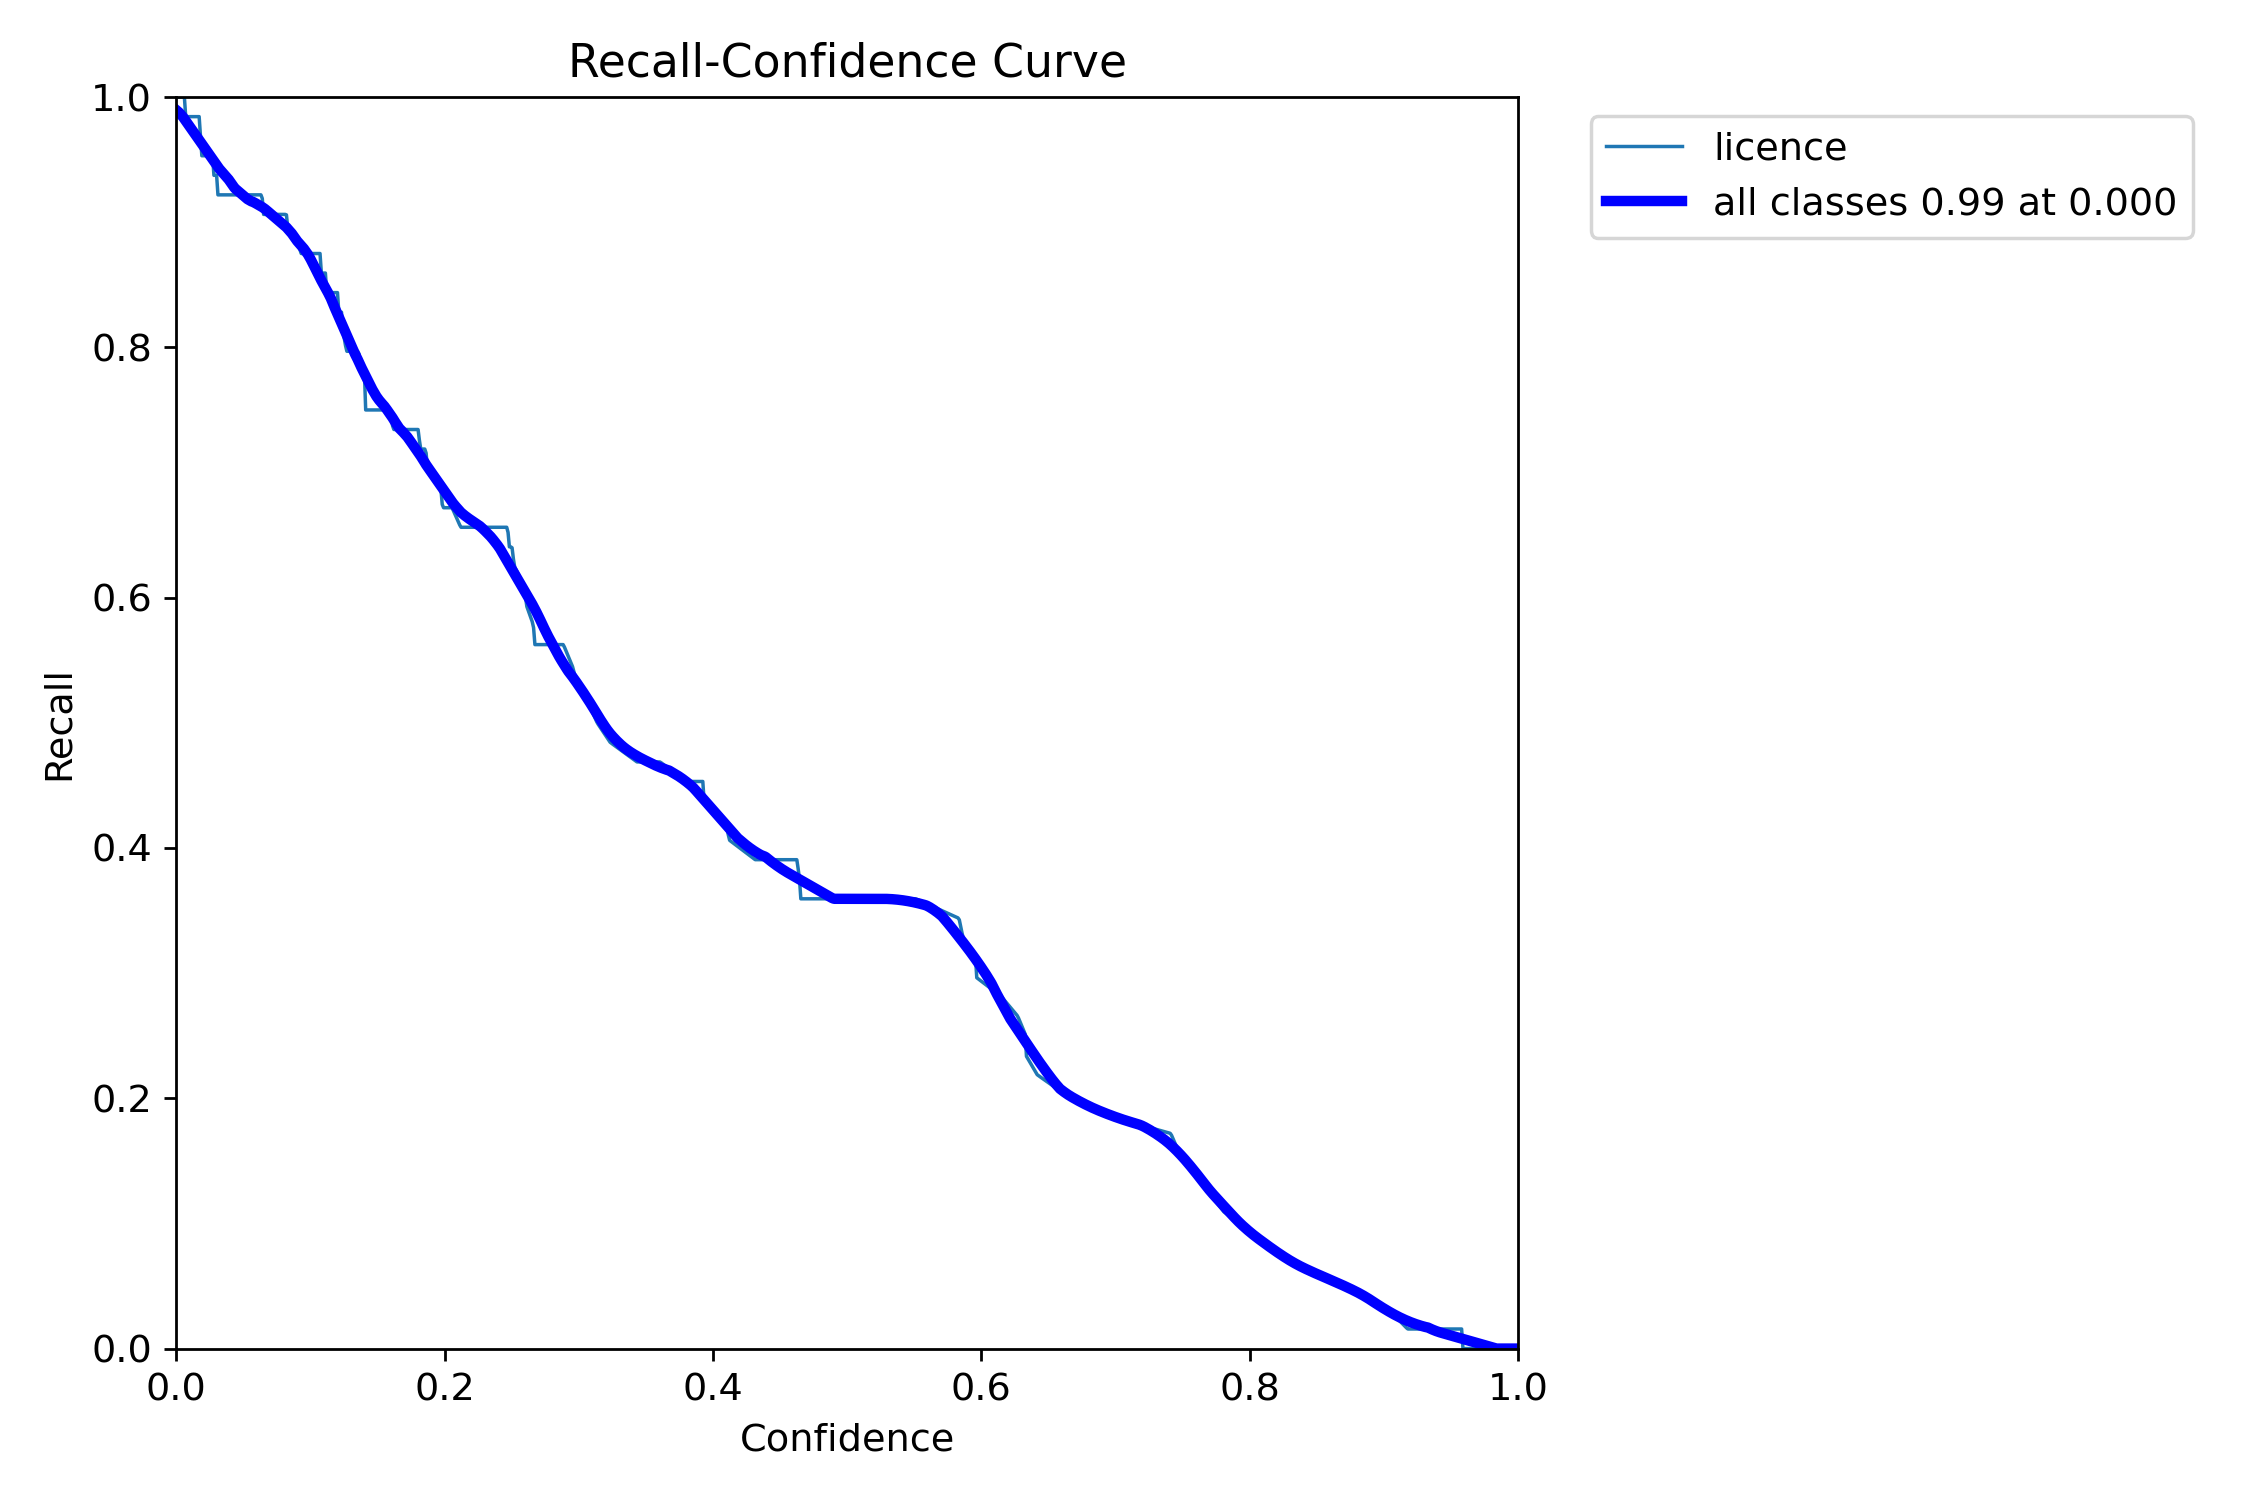 Recall-Confidence Curve
1.0
0.8
0.6
0.4
0.2
0.0
Recall
0.0 0.2 0.4 0.6 0.8 1.0
Confidence
licence
all classes 0.99 at 0.000